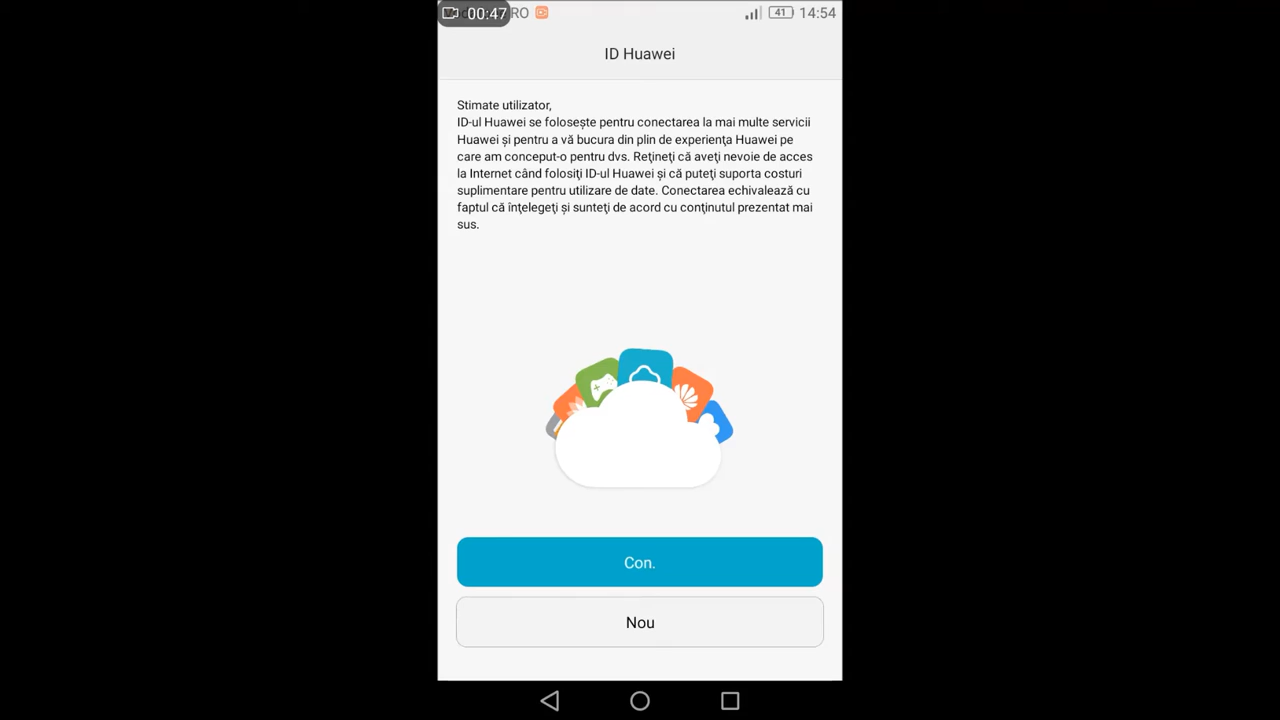 00:47 RO 41 14:54
ID Huawei
Stimate utilizator,
ID-ul Huawei se folosește pentru conectarea la mai multe servicii
Huawei și pentru a vă bucura din plin de experiența Huawei pe
care am conceput-o pentru dvs. Rețineți că aveți nevoie de acces
la Internet când folosiți ID-ul Huawei și că puteți suporta costuri
suplimentare pentru utilizare de date. Conectarea echivalează cu
faptul că înțelegeți și sunteți de acord cu conținutul prezentat mai
sus.
Con.
Nou